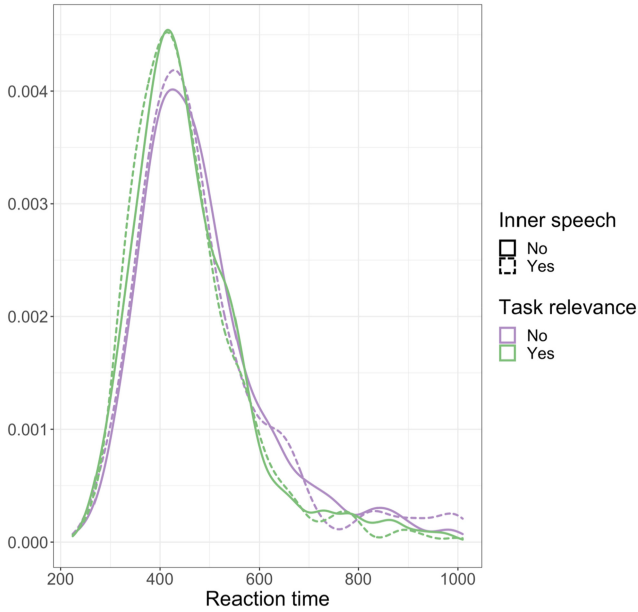 0.004
0.003
0.002
0.001
0.000
200 400 600 800 1000
Reaction time
Inner speech
No
Yes
Task relevance
No
Yes